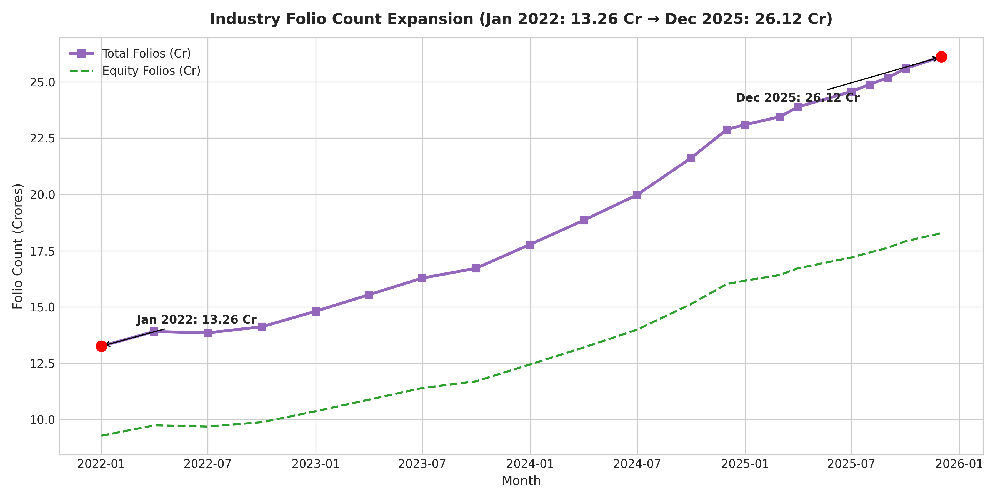 Industry Folio Count Expansion (Jan 2022: 13.26 Cr → Dec 2025: 26.12 Cr)
Total Folios (Cr)
Equity Folios (Cr)
Folio Count (Crores)
25.0
22.5
20.0
17.5
15.0
12.5
10.0
Dec 2025: 26.12 Cr
Jan 2022: 13.26 Cr
2022-01 2022-07 2023-01 2023-07 2024-01 2024-07 2025-01 2025-07 2026-01
Month